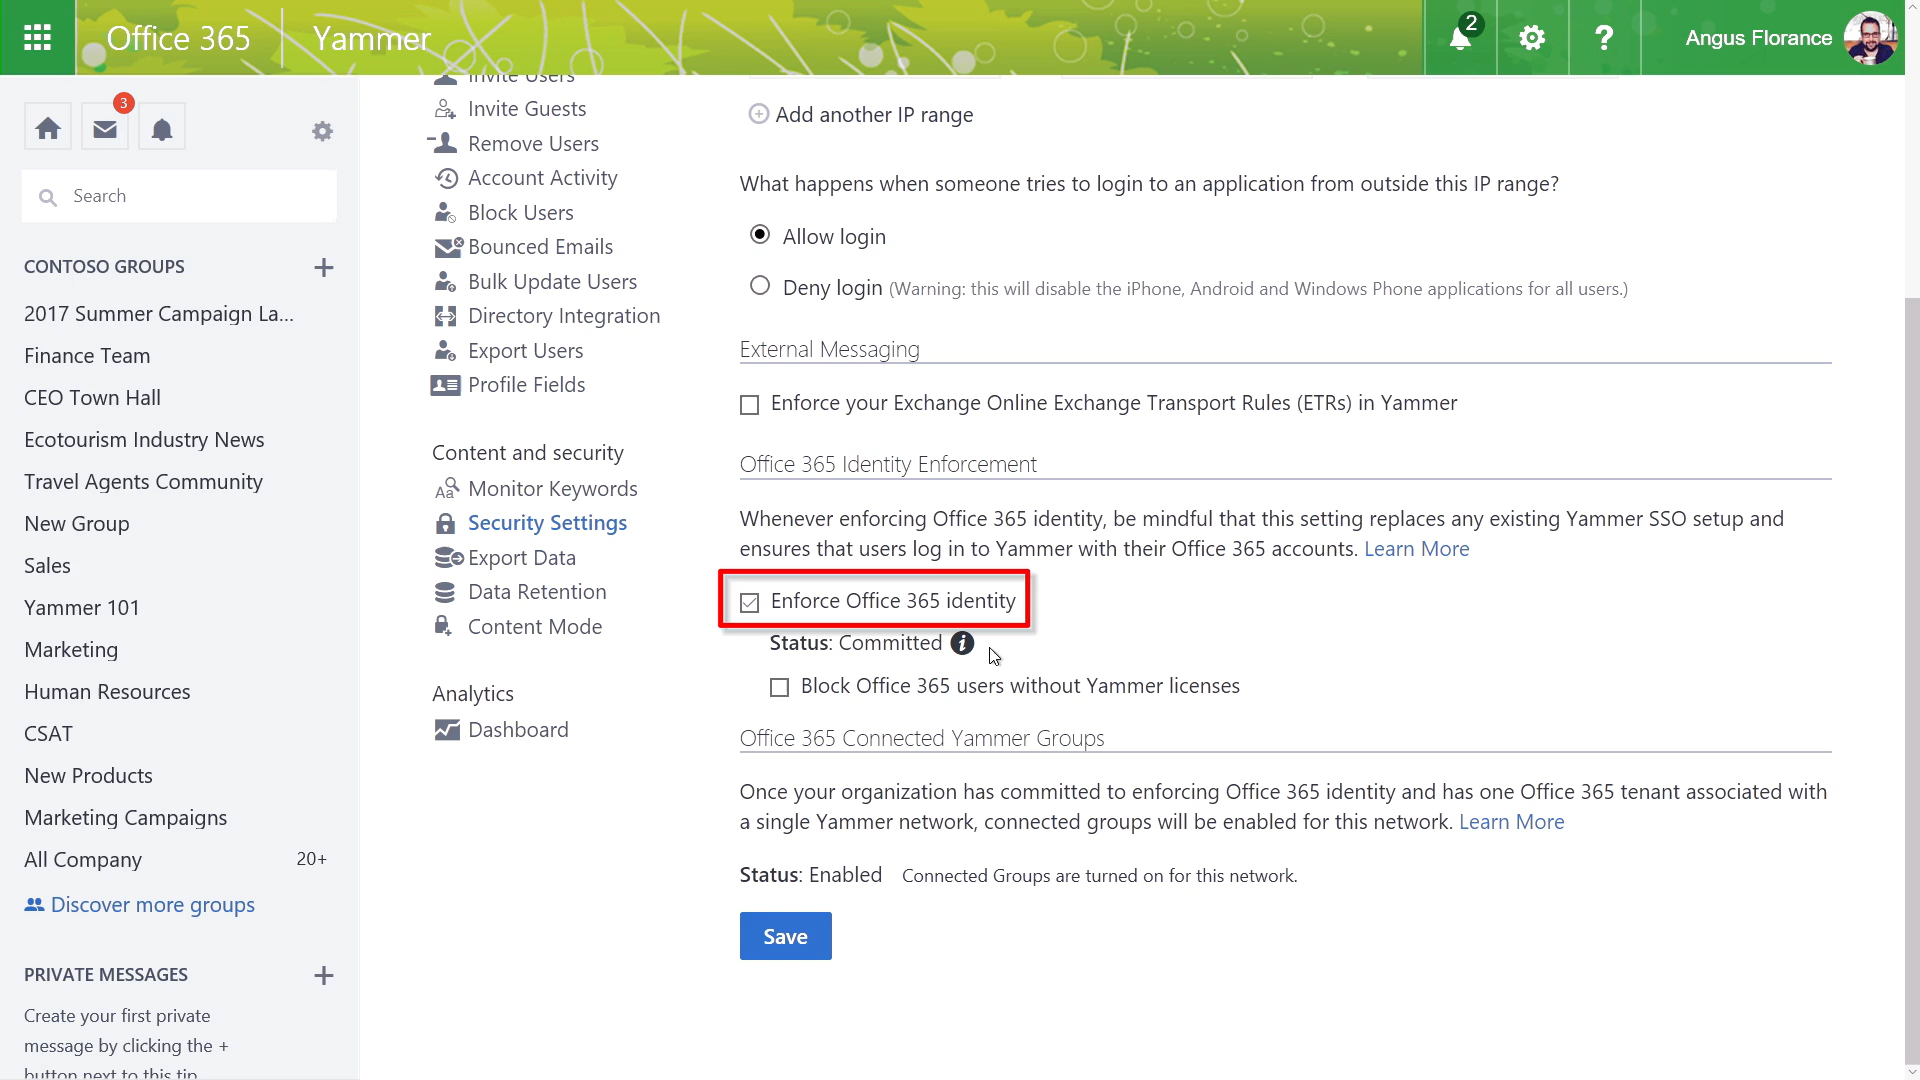 Office 365
Yammer
2
Angus Florance
3
Search
CONTOSO GROUPS
2017 Summer Campaign La...
Finance Team
CEO Town Hall
Ecotourism Industry News
Travel Agents Community
New Group
Sales
Yammer 101
Marketing
Human Resources
CSAT
New Products
Marketing Campaigns
All Company 20+
Discover more groups
PRIVATE MESSAGES
Create your first private
message by clicking the +
button next to this tip
Invite Users
Invite Guests
Remove Users
Account Activity
Block Users
Bounced Emails
Bulk Update Users
Directory Integration
Export Users
Profile Fields
Content and security
Monitor Keywords
Security Settings
Export Data
Data Retention
Content Mode
Analytics
Dashboard
Add another IP range
What happens when someone tries to login to an application from outside this IP range?
Allow login
Deny login (Warning: this will disable the iPhone, Android and Windows Phone applications for all users.)
External Messaging
Enforce your Exchange Online Exchange Transport Rules (ETRs) in Yammer
Office 365 Identity Enforcement
Whenever enforcing Office 365 identity, be mindful that this setting replaces any existing Yammer SSO setup and
ensures that users log in to Yammer with their Office 365 accounts. Learn More
Enforce Office 365 identity
Status: Committed
Block Office 365 users without Yammer licenses
Office 365 Connected Yammer Groups
Once your organization has committed to enforcing Office 365 identity and has one Office 365 tenant associated with
a single Yammer network, connected groups will be enabled for this network. Learn More
Status: Enabled Connected Groups are turned on for this network.
Save